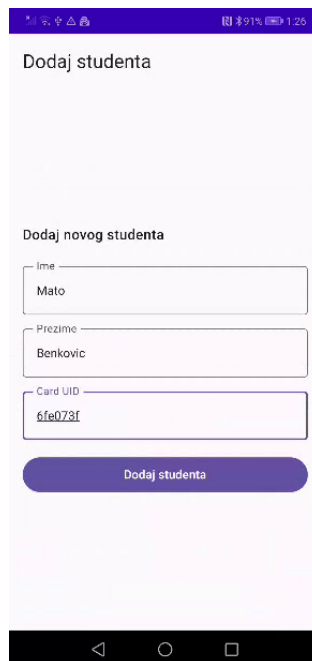 91% 1:26
Dodaj studenta
Dodaj novog studenta
Ime
Mato
Prezime
Benkovic
Card UID
6fe073f
Dodaj studenta